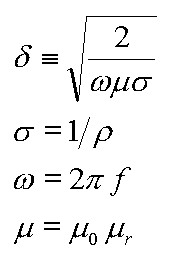 δ ≡ √(2/(ωμσ))
σ = 1/ρ
ω = 2π f
μ = μ₀ μᵣ